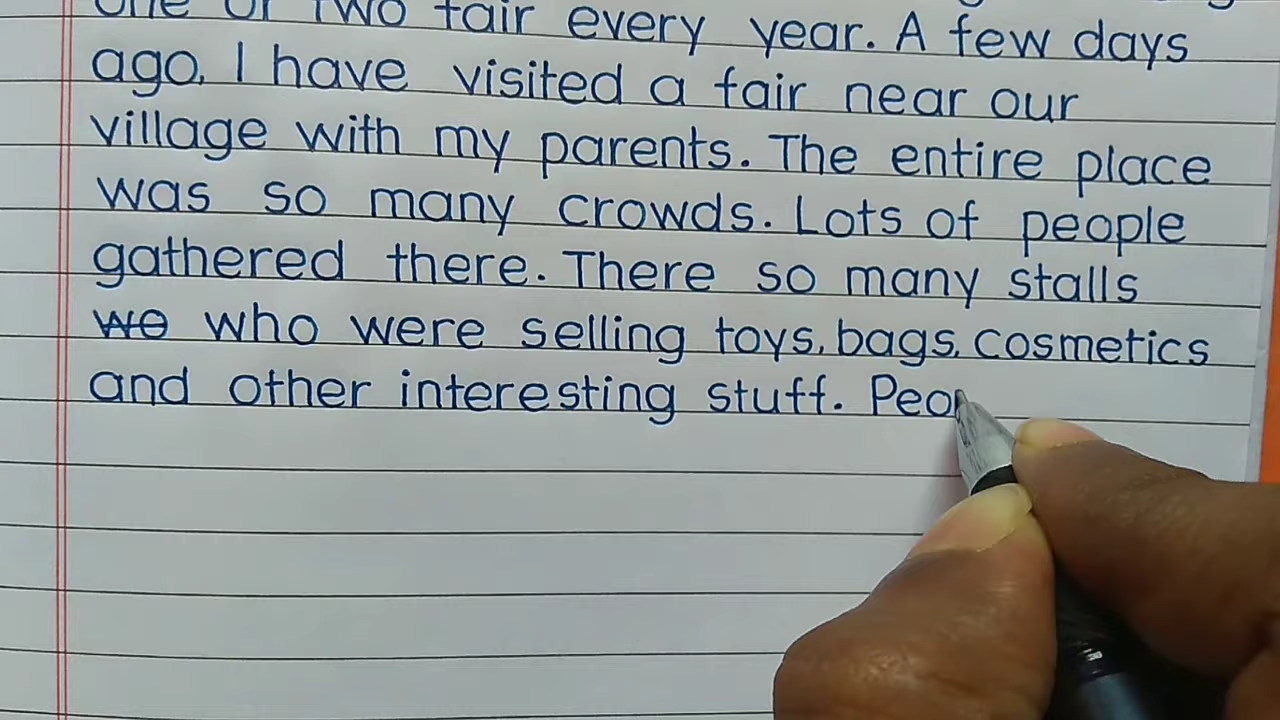 one or two fair every year. A few days
ago, I have visited a fair near our
village with my parents. The entire place
was so many crowds. Lots of people
gathered there. There so many stalls
we who were selling toys, bags, cosmetics
and other interesting stuff. Peo